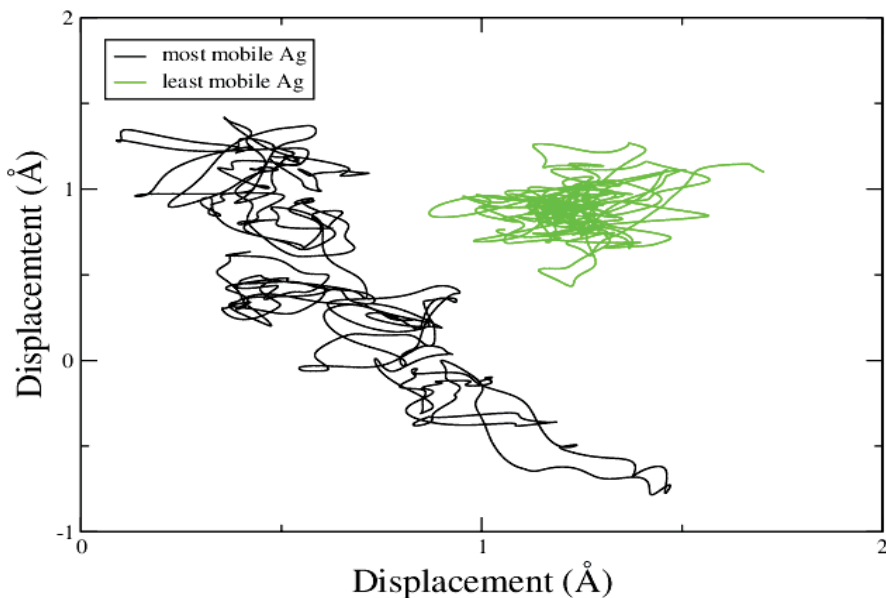 2
most mobile Ag
least mobile Ag
1
0
-1
0
1
2
Displacemtent (Å)
Displacement (Å)